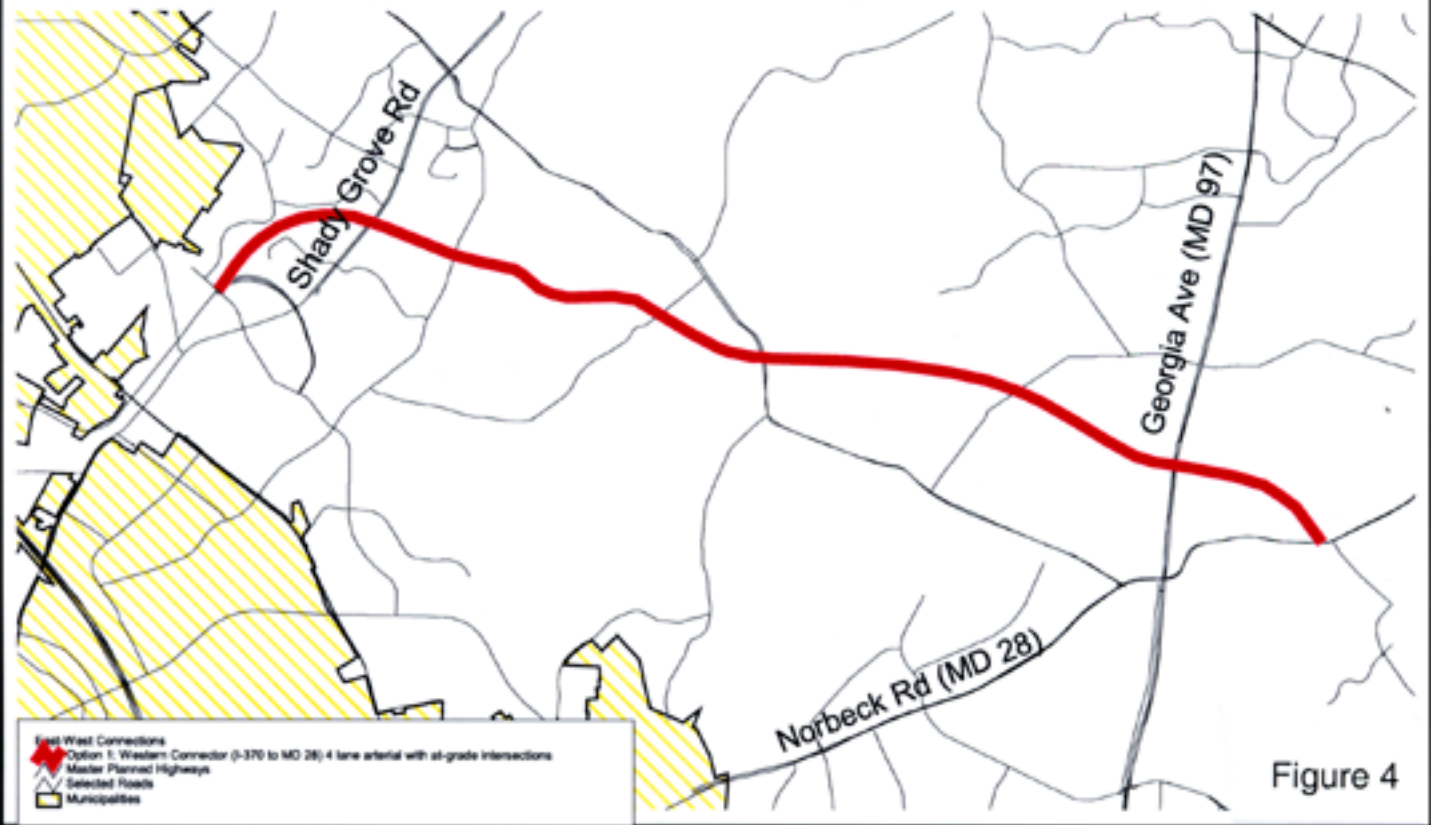 Shady Grove Rd
Georgia Ave (MD 97)
Norbeck Rd (MD 28)
East-West Connections
Option 1: Western Connector (I-370 to MD 28) 4 lane arterial with at-grade intersections
Master Planned Highways
Selected Roads
Municipalities
Figure 4